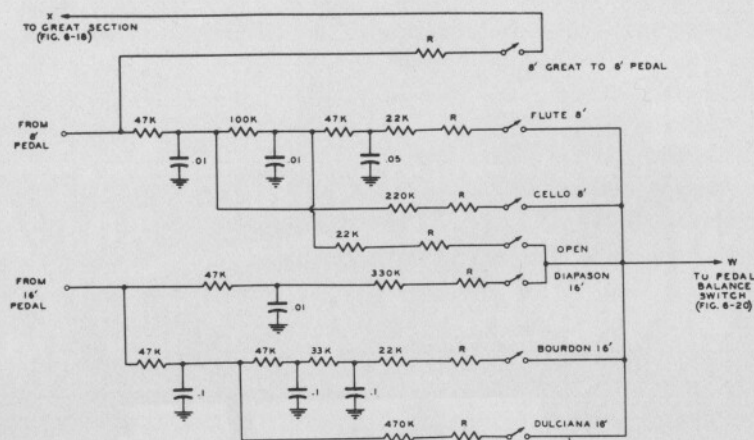 X
TO GREAT SECTION
(FIG. 6-18)
R
8' GREAT TO 8' PEDAL
FROM
8'
PEDAL
47K
100K
47K
22K
R
FLUTE 8'
.01
.01
.05
220K
R
CELLO 8'
22K
R
OPEN
DIAPASON
16'
W
TO PEDAL
BALANCE
SWITCH
(FIG. 6-20)
FROM
16'
PEDAL
47K
330K
R
.01
47K
47K
33K
22K
R
BOURDON 16'
.1
.1
.1
470K
R
DULCIANA 16'